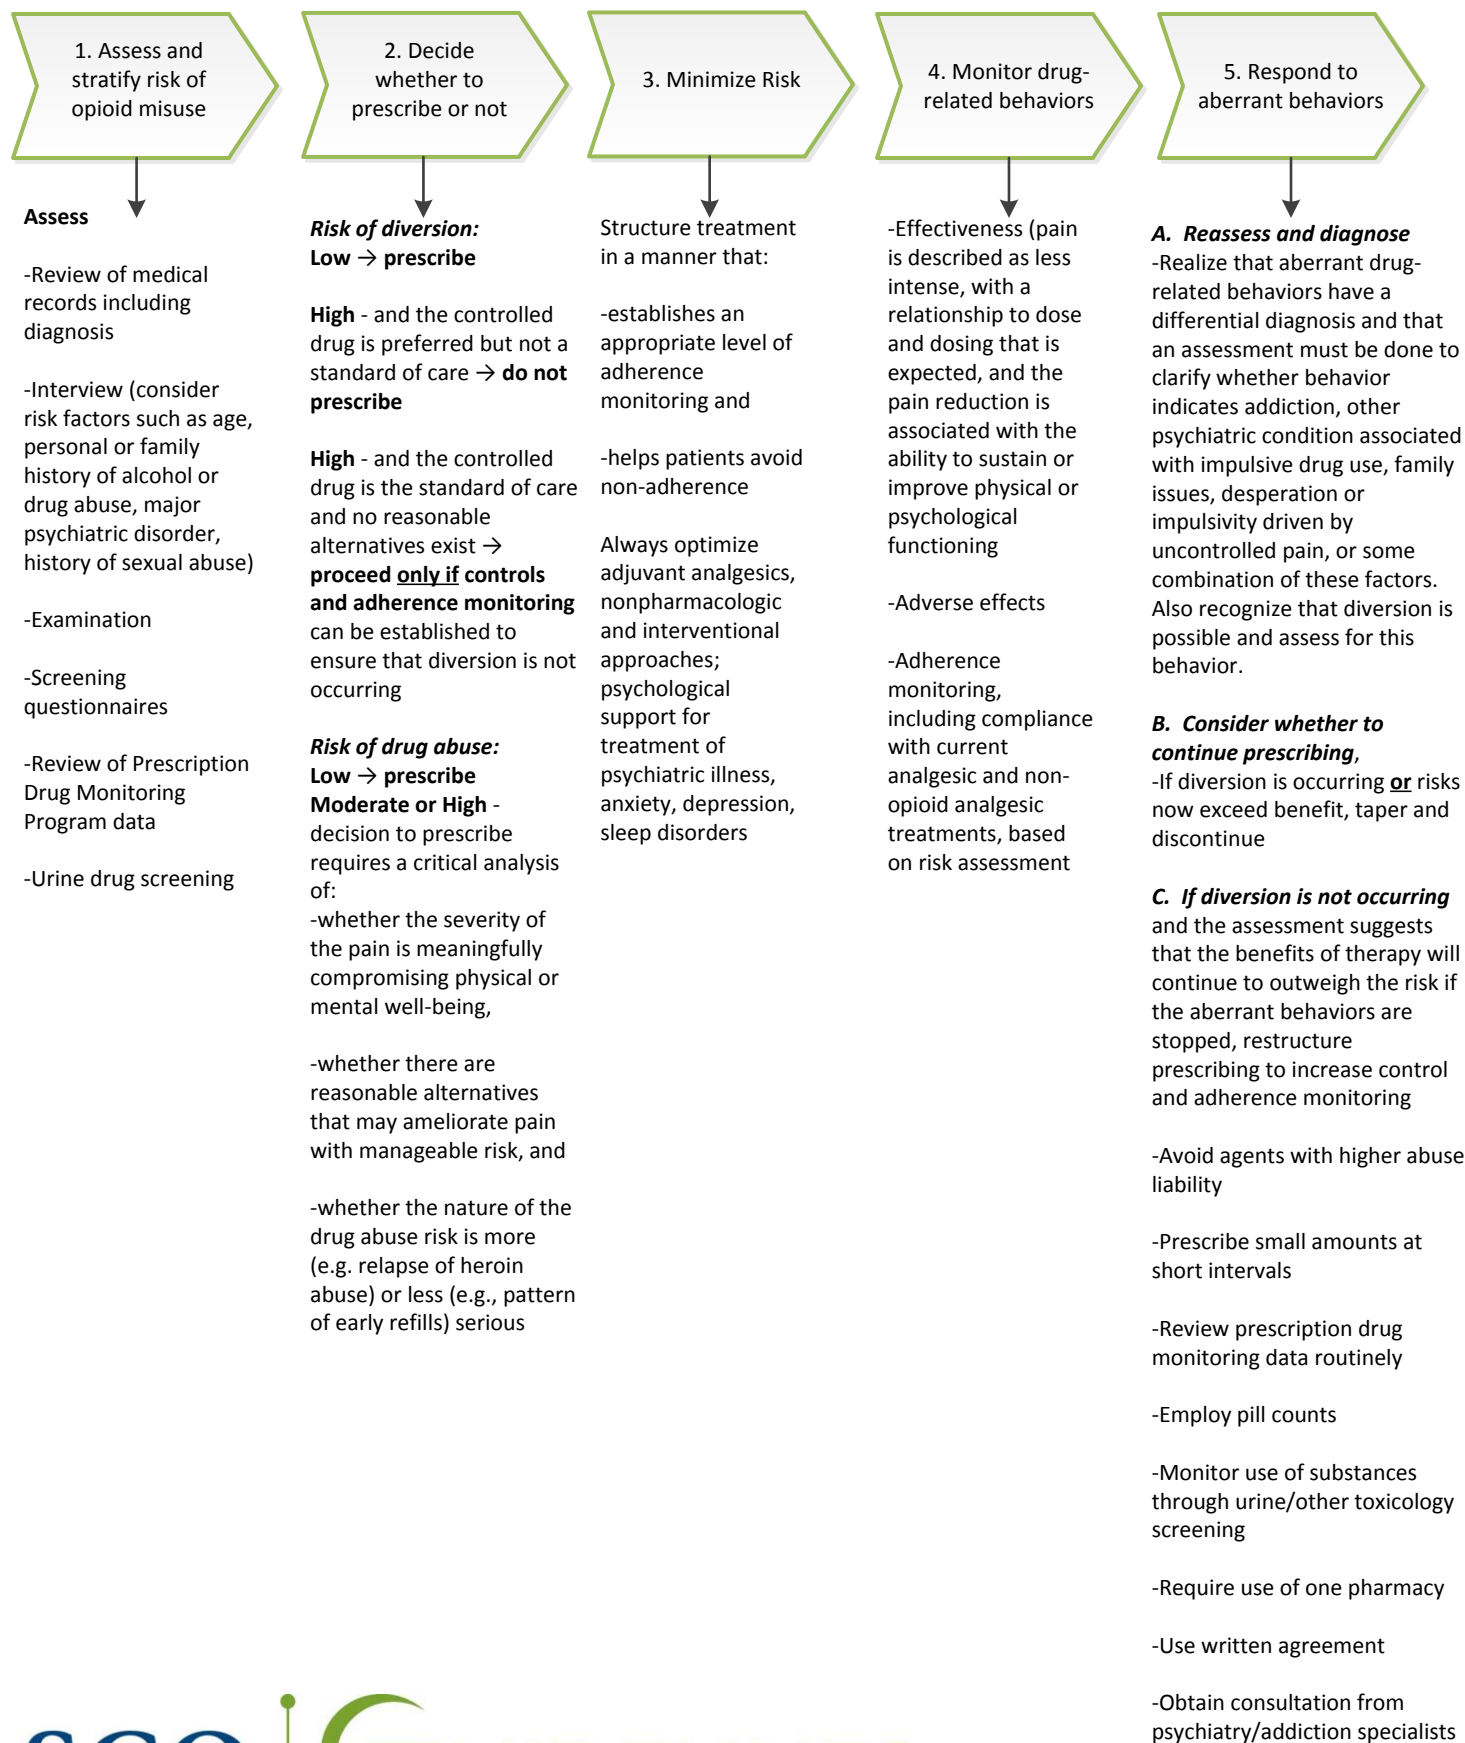 1. Assess and
stratify risk of
opioid misuse
2. Decide
whether to
prescribe or not
3. Minimize Risk
4. Monitor drug-
related behaviors
5. Respond to
aberrant behaviors
Assess
-Review of medical
records including
diagnosis
-Interview (consider
risk factors such as age,
personal or family
history of alcohol or
drug abuse, major
psychiatric disorder,
history of sexual abuse)
-Examination
-Screening
questionnaires
-Review of Prescription
Drug Monitoring
Program data
-Urine drug screening
Risk of diversion:
Low → prescribe
High - and the controlled
drug is preferred but not a
standard of care → do not
prescribe
High - and the controlled
drug is the standard of care
and no reasonable
alternatives exist →
proceed only if controls
and adherence monitoring
can be established to
ensure that diversion is not
occurring
Risk of drug abuse:
Low → prescribe
Moderate or High -
decision to prescribe
requires a critical analysis
of:
-whether the severity of
the pain is meaningfully
compromising physical or
mental well-being,
-whether there are
reasonable alternatives
that may ameliorate pain
with manageable risk, and
-whether the nature of the
drug abuse risk is more
(e.g. relapse of heroin
abuse) or less (e.g., pattern
of early refills) serious
Structure treatment
in a manner that:
-establishes an
appropriate level of
adherence
monitoring and
-helps patients avoid
non-adherence
Always optimize
adjuvant analgesics,
nonpharmacologic
and interventional
approaches;
psychological
support for
treatment of
psychiatric illness,
anxiety, depression,
sleep disorders
-Effectiveness (pain
is described as less
intense, with a
relationship to dose
and dosing that is
expected, and the
pain reduction is
associated with the
ability to sustain or
improve physical or
psychological
functioning
-Adverse effects
-Adherence
monitoring,
including compliance
with current
analgesic and non-
opioid analgesic
treatments, based
on risk assessment
A. Reassess and diagnose
-Realize that aberrant drug-
related behaviors have a
differential diagnosis and that
an assessment must be done to
clarify whether behavior
indicates addiction, other
psychiatric condition associated
with impulsive drug use, family
issues, desperation or
impulsivity driven by
uncontrolled pain, or some
combination of these factors.
Also recognize that diversion is
possible and assess for this
behavior.
B. Consider whether to
continue prescribing,
-If diversion is occurring or risks
now exceed benefit, taper and
discontinue
C. If diversion is not occurring
and the assessment suggests
that the benefits of therapy will
continue to outweigh the risk if
the aberrant behaviors are
stopped, restructure
prescribing to increase control
and adherence monitoring
-Avoid agents with higher abuse
liability
-Prescribe small amounts at
short intervals
-Review prescription drug
monitoring data routinely
-Employ pill counts
-Monitor use of substances
through urine/other toxicology
screening
-Require use of one pharmacy
-Use written agreement
-Obtain consultation from
psychiatry/addiction specialists